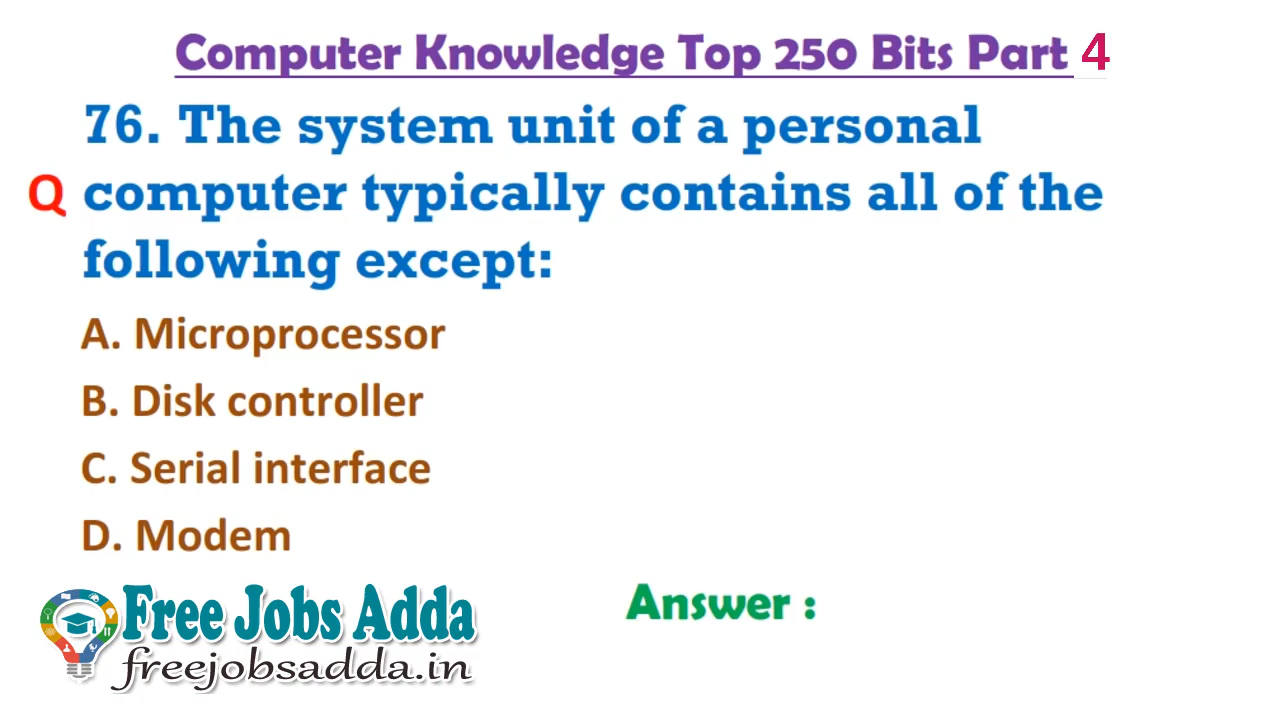 Computer Knowledge Top 250 Bits Part 4
76. The system unit of a personal
Q computer typically contains all of the
following except:
A. Microprocessor
B. Disk controller
C. Serial interface
D. Modem
Free Jobs Adda
freejobsadda.in
Answer :